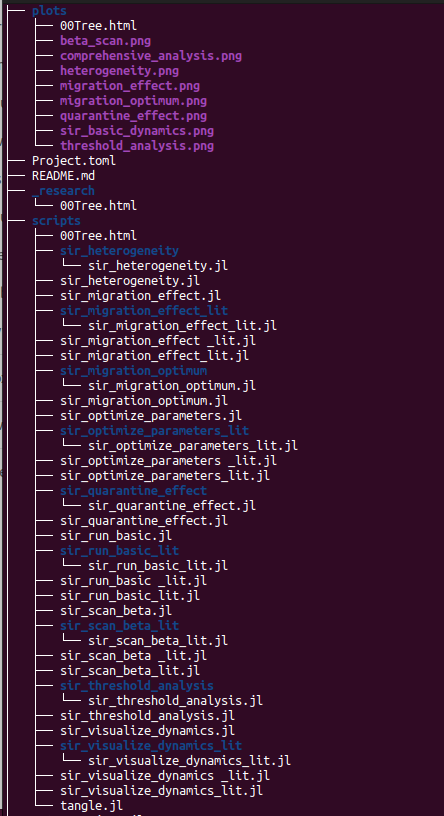 ├── plots
│   ├── 00Tree.html
│   ├── beta_scan.png
│   ├── comprehensive_analysis.png
│   ├── heterogeneity.png
│   ├── migration_effect.png
│   ├── migration_optimum.png
│   ├── quarantine_effect.png
│   ├── sir_basic_dynamics.png
│   └── threshold_analysis.png
├── Project.toml
├── README.md
├── _research
│   └── 00Tree.html
├── scripts
│   ├── 00Tree.html
│   ├── sir_heterogeneity
│   │   └── sir_heterogeneity.jl
│   ├── sir_heterogeneity.jl
│   ├── sir_migration_effect.jl
│   ├── sir_migration_effect_lit
│   │   └── sir_migration_effect_lit.jl
│   ├── sir_migration_effect _lit.jl
│   ├── sir_migration_effect_lit.jl
│   ├── sir_migration_optimum
│   │   └── sir_migration_optimum.jl
│   ├── sir_migration_optimum.jl
│   ├── sir_optimize_parameters.jl
│   ├── sir_optimize_parameters_lit
│   │   └── sir_optimize_parameters_lit.jl
│   ├── sir_optimize_parameters _lit.jl
│   ├── sir_optimize_parameters_lit.jl
│   ├── sir_quarantine_effect
│   │   └── sir_quarantine_effect.jl
│   ├── sir_quarantine_effect.jl
│   ├── sir_run_basic.jl
│   ├── sir_run_basic_lit
│   │   └── sir_run_basic_lit.jl
│   ├── sir_run_basic _lit.jl
│   ├── sir_run_basic_lit.jl
│   ├── sir_scan_beta.jl
│   ├── sir_scan_beta_lit
│   │   └── sir_scan_beta_lit.jl
│   ├── sir_scan_beta _lit.jl
│   ├── sir_scan_beta_lit.jl
│   ├── sir_threshold_analysis
│   │   └── sir_threshold_analysis.jl
│   ├── sir_threshold_analysis.jl
│   ├── sir_visualize_dynamics.jl
│   ├── sir_visualize_dynamics_lit
│   │   └── sir_visualize_dynamics_lit.jl
│   ├── sir_visualize_dynamics _lit.jl
│   ├── sir_visualize_dynamics_lit.jl
│   └── tangle.jl